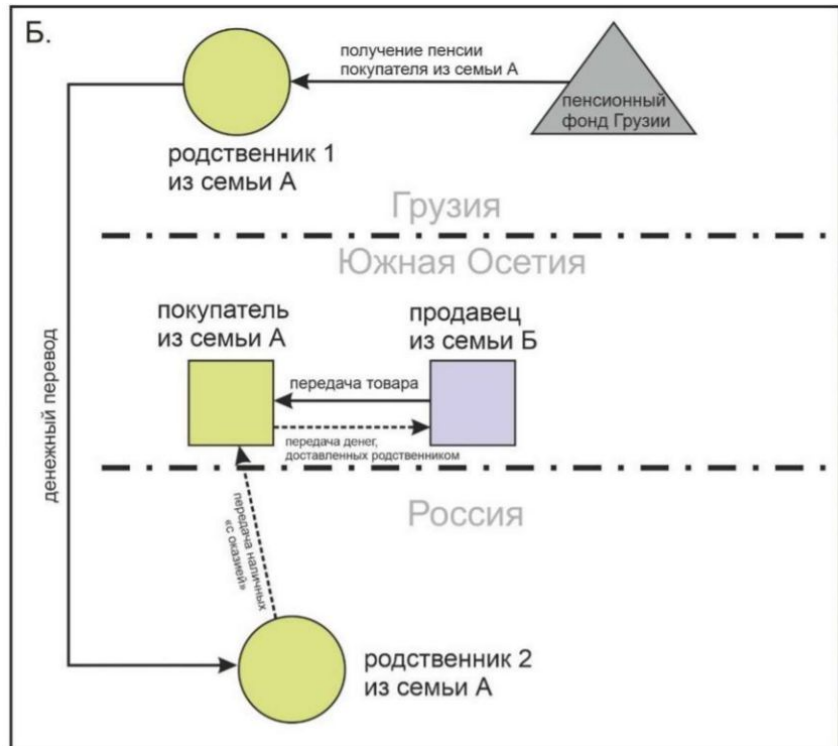 Б.
получение пенсии
покупателя из семьи А
пенсионный
фонд Грузии
родственник 1
из семьи А
Грузия
Южная Осетия
покупатель
из семьи А
продавец
из семьи Б
передача товара
передача денег,
доставленных родственником
денежный перевод
Россия
передача наличных
«с оказией»
родственник 2
из семьи А